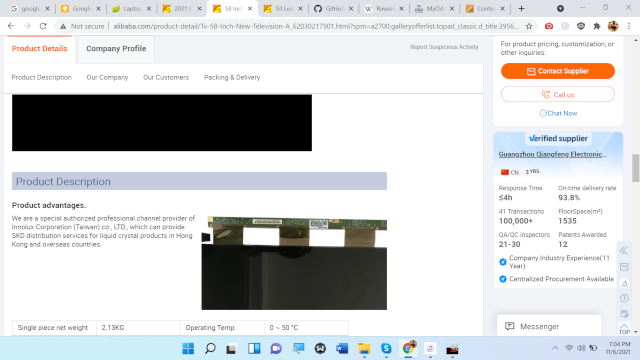 google
Google
Laptop
2021 C
58 Inch
Tcl Led
GitHub
Rawee
MyOd
Conte
Not secure | alibaba.com/product-detail/Tv-58-Inch-New-Television-A_62030217901.html?spm=a2700.galleryofferlist.topad_classic.d_title.3956...
Product Details
Company Profile
Report Suspicious Activity
Product Description
Our Company
Our Customers
Packing & Delivery
Product Description
Product advantages.
We are a special authorized professional channel provider of
Innolux Corporation (Taiwan) co., LTD., which can provide
SKD distribution services for liquid crystal products in Hong
Kong and overseas countries.
Single piece net weight
2.13KG
Operating Temp.
0 ~ 50 °C
For product pricing, customization, or
other inquiries:
Contact Supplier
Call us
Chat Now
Verified supplier
Guangzhou Qiangfeng Electronic...
CN 3 YRS
Response Time
On-time delivery rate
≤4h
93.8%
41 Transactions
FloorSpace(m²)
100,000+
1535
QA/QC Inspectors
Patents Awarded
21-30
12
Company Industry Experience(11
Year)
Centralized Procurement Available
Messenger
TOP
7:04 PM
11/6/2021